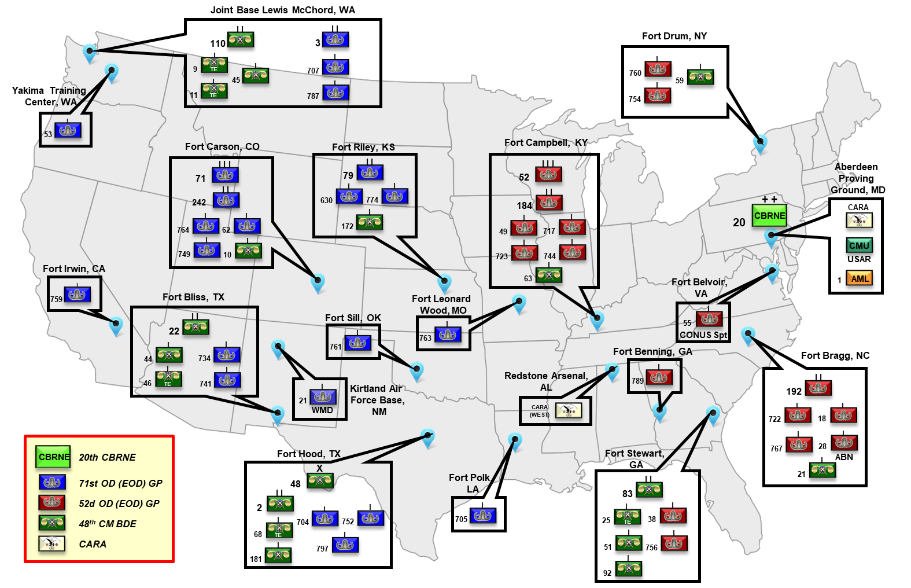 Joint Base Lewis McChord, WA
110
3
9
TE
45
707
11
TE
787
Yakima Training
Center, WA
53
Fort Drum, NY
760
59
754
Fort Carson, CO
71
242
764
62
749
10
Fort Riley, KS
79
630
774
172
Fort Campbell, KY
52
184
49
717
723
744
63
Aberdeen
Proving
Ground, MD
CARA
CMU
USAR
1
AML
++
20
CBRNE
Fort Irwin, CA
759
Fort Bliss, TX
22
44
734
46
TE
741
Fort Sill, OK
761
Fort Leonard
Wood, MO
763
Fort Belvoir,
VA
55
CONUS Spt
Kirtland Air
Force Base,
NM
21
WMD
Redstone Arsenal,
AL
CARA
(WEST)
Fort Benning, GA
789
Fort Bragg, NC
192
722
18
767
28
ABN
21
Fort Hood, TX
X
48
2
704
752
68
TE
797
181
Fort Polk,
LA
705
Fort Stewart,
GA
83
25
TE
38
51
756
92
CBRNE
20th CBRNE
71st OD (EOD) GP
52d OD (EOD) GP
48th CM BDE
CARA